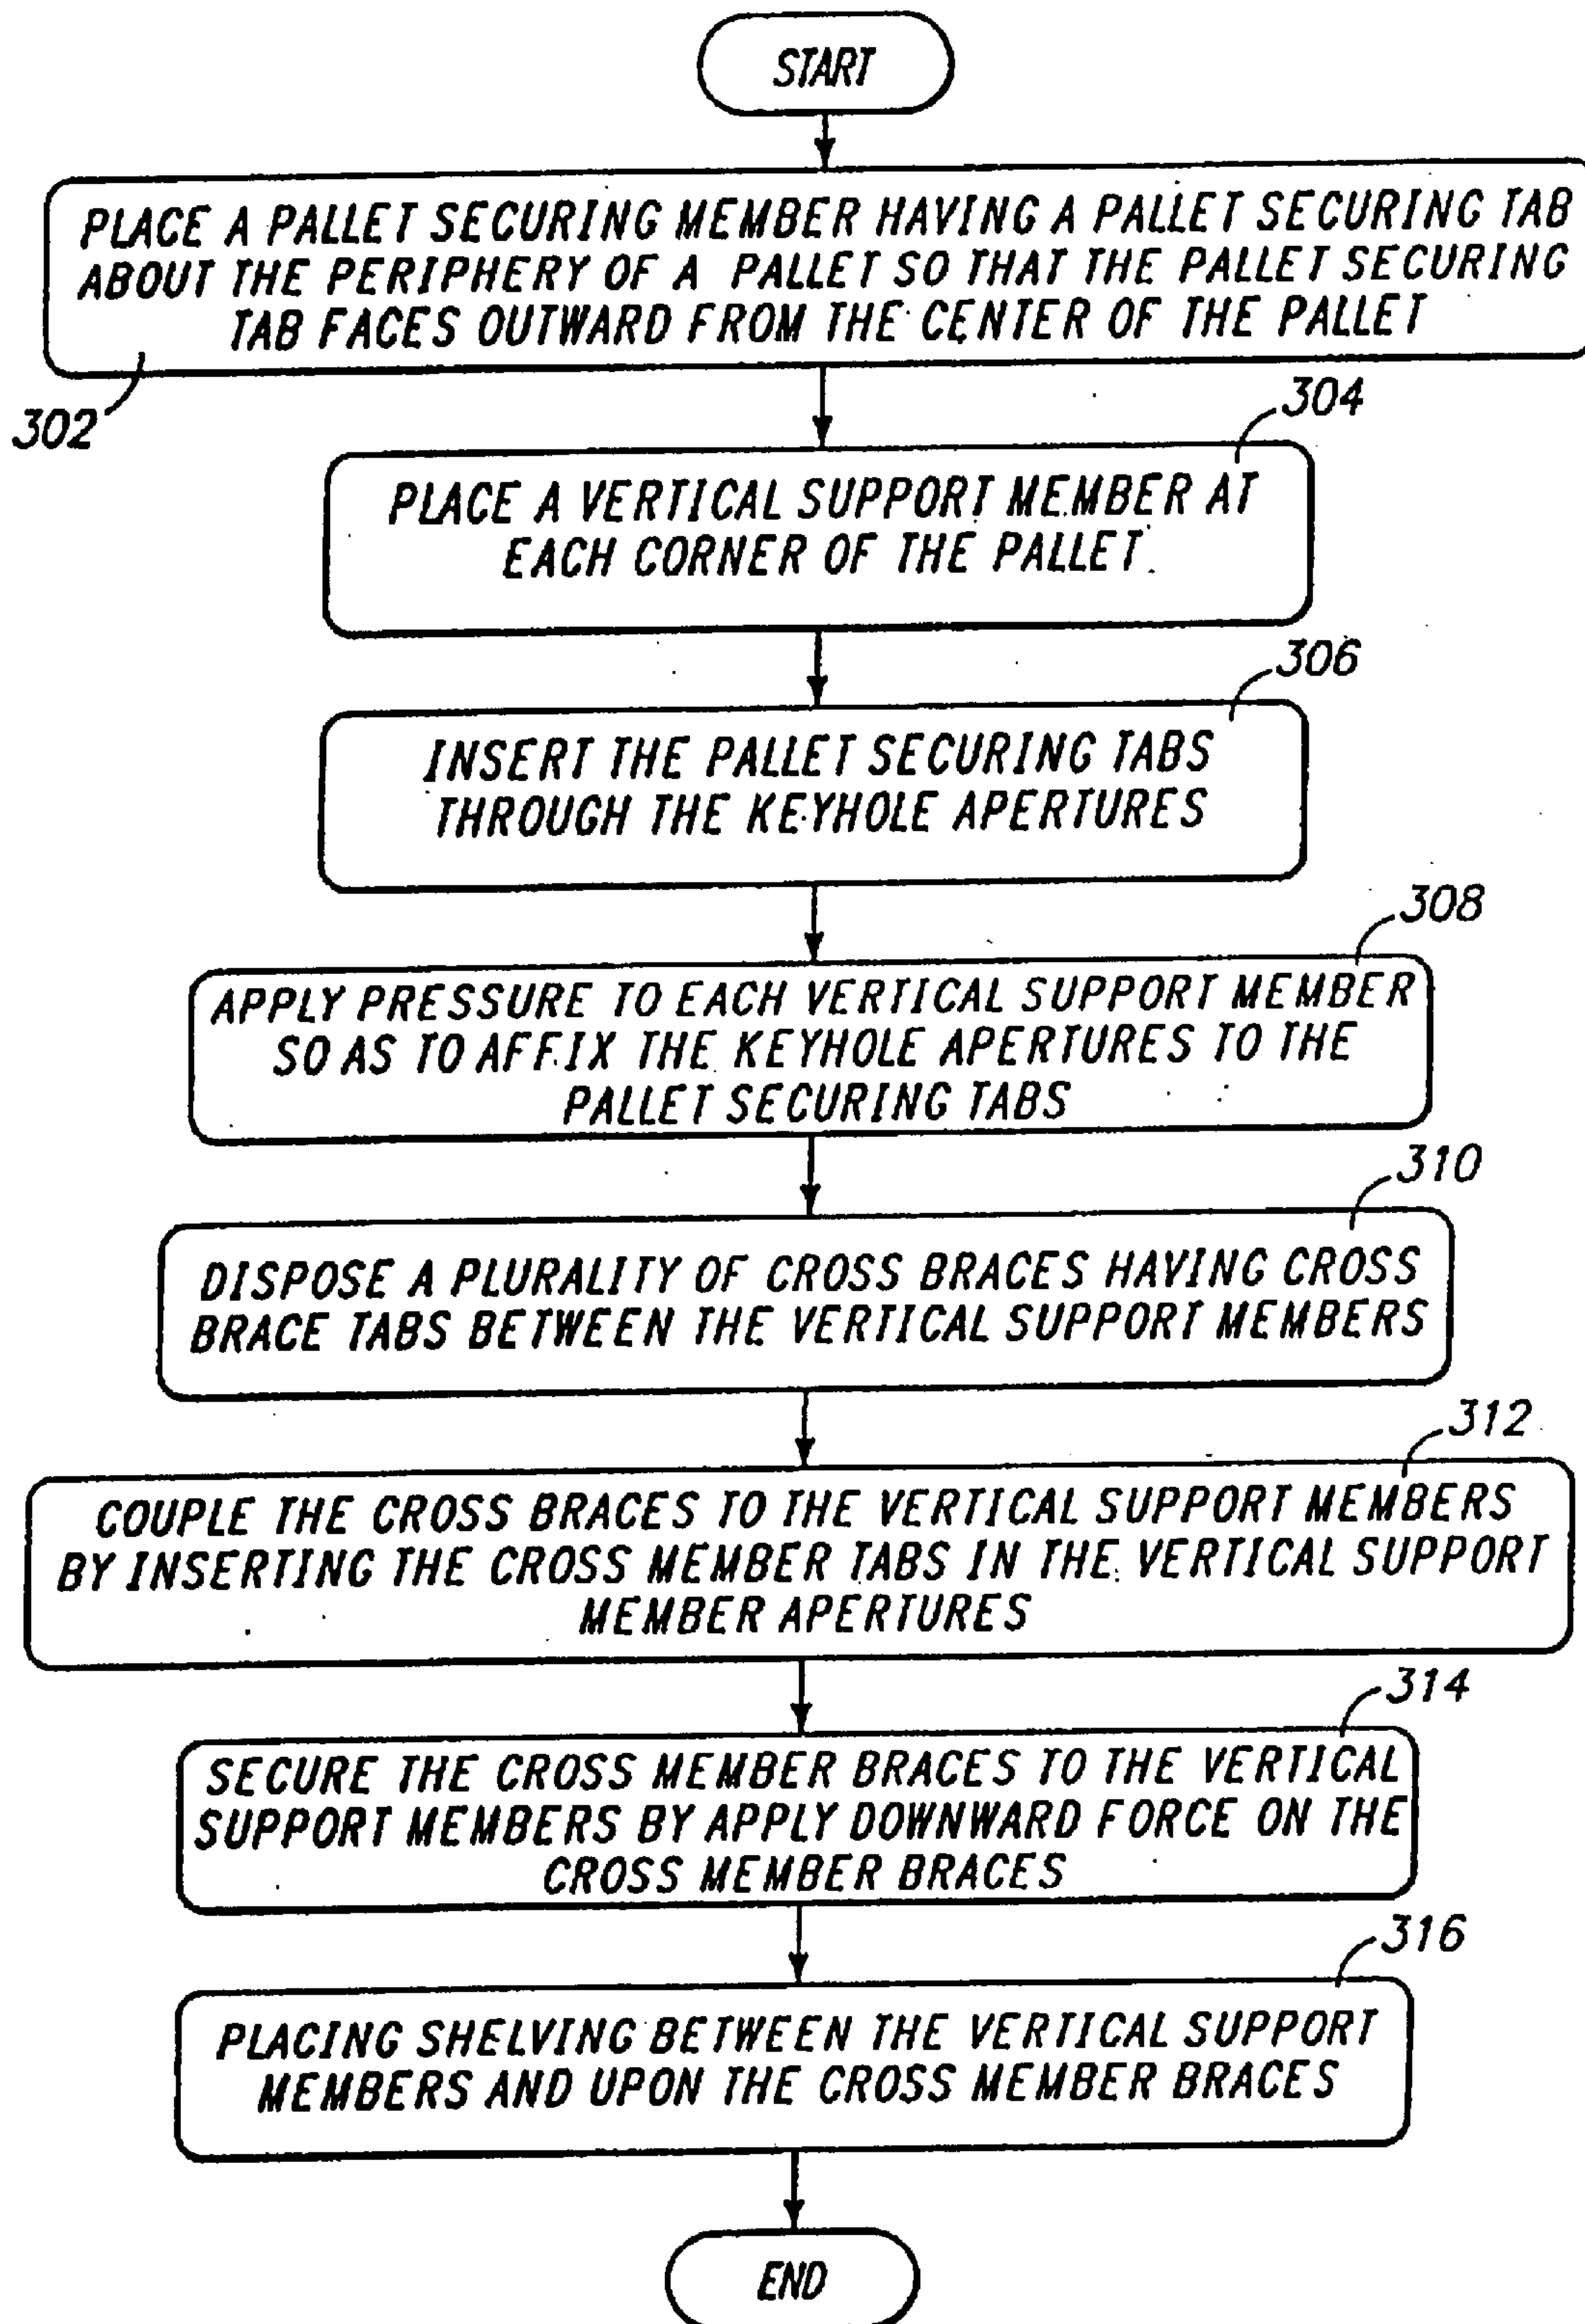 START
PLACE A PALLET SECURING MEMBER HAVING A PALLET SECURING TAB
ABOUT THE PERIPHERY OF A PALLET SO THAT THE PALLET SECURING
TAB FACES OUTWARD FROM THE CENTER OF THE PALLET
302
304
PLACE A VERTICAL SUPPORT MEMBER AT
EACH CORNER OF THE PALLET
306
INSERT THE PALLET SECURING TABS
THROUGH THE KEYHOLE APERTURES
308
APPLY PRESSURE TO EACH VERTICAL SUPPORT MEMBER
SO AS TO AFFIX THE KEYHOLE APERTURES TO THE
PALLET SECURING TABS
310
DISPOSE A PLURALITY OF CROSS BRACES HAVING CROSS
BRACE TABS BETWEEN THE VERTICAL SUPPORT MEMBERS
312
COUPLE THE CROSS BRACES TO THE VERTICAL SUPPORT MEMBERS
BY INSERTING THE CROSS MEMBER TABS IN THE VERTICAL SUPPORT
MEMBER APERTURES
314
SECURE THE CROSS MEMBER BRACES TO THE VERTICAL
SUPPORT MEMBERS BY APPLY DOWNWARD FORCE ON THE
CROSS MEMBER BRACES
316
PLACING SHELVING BETWEEN THE VERTICAL SUPPORT
MEMBERS AND UPON THE CROSS MEMBER BRACES
END